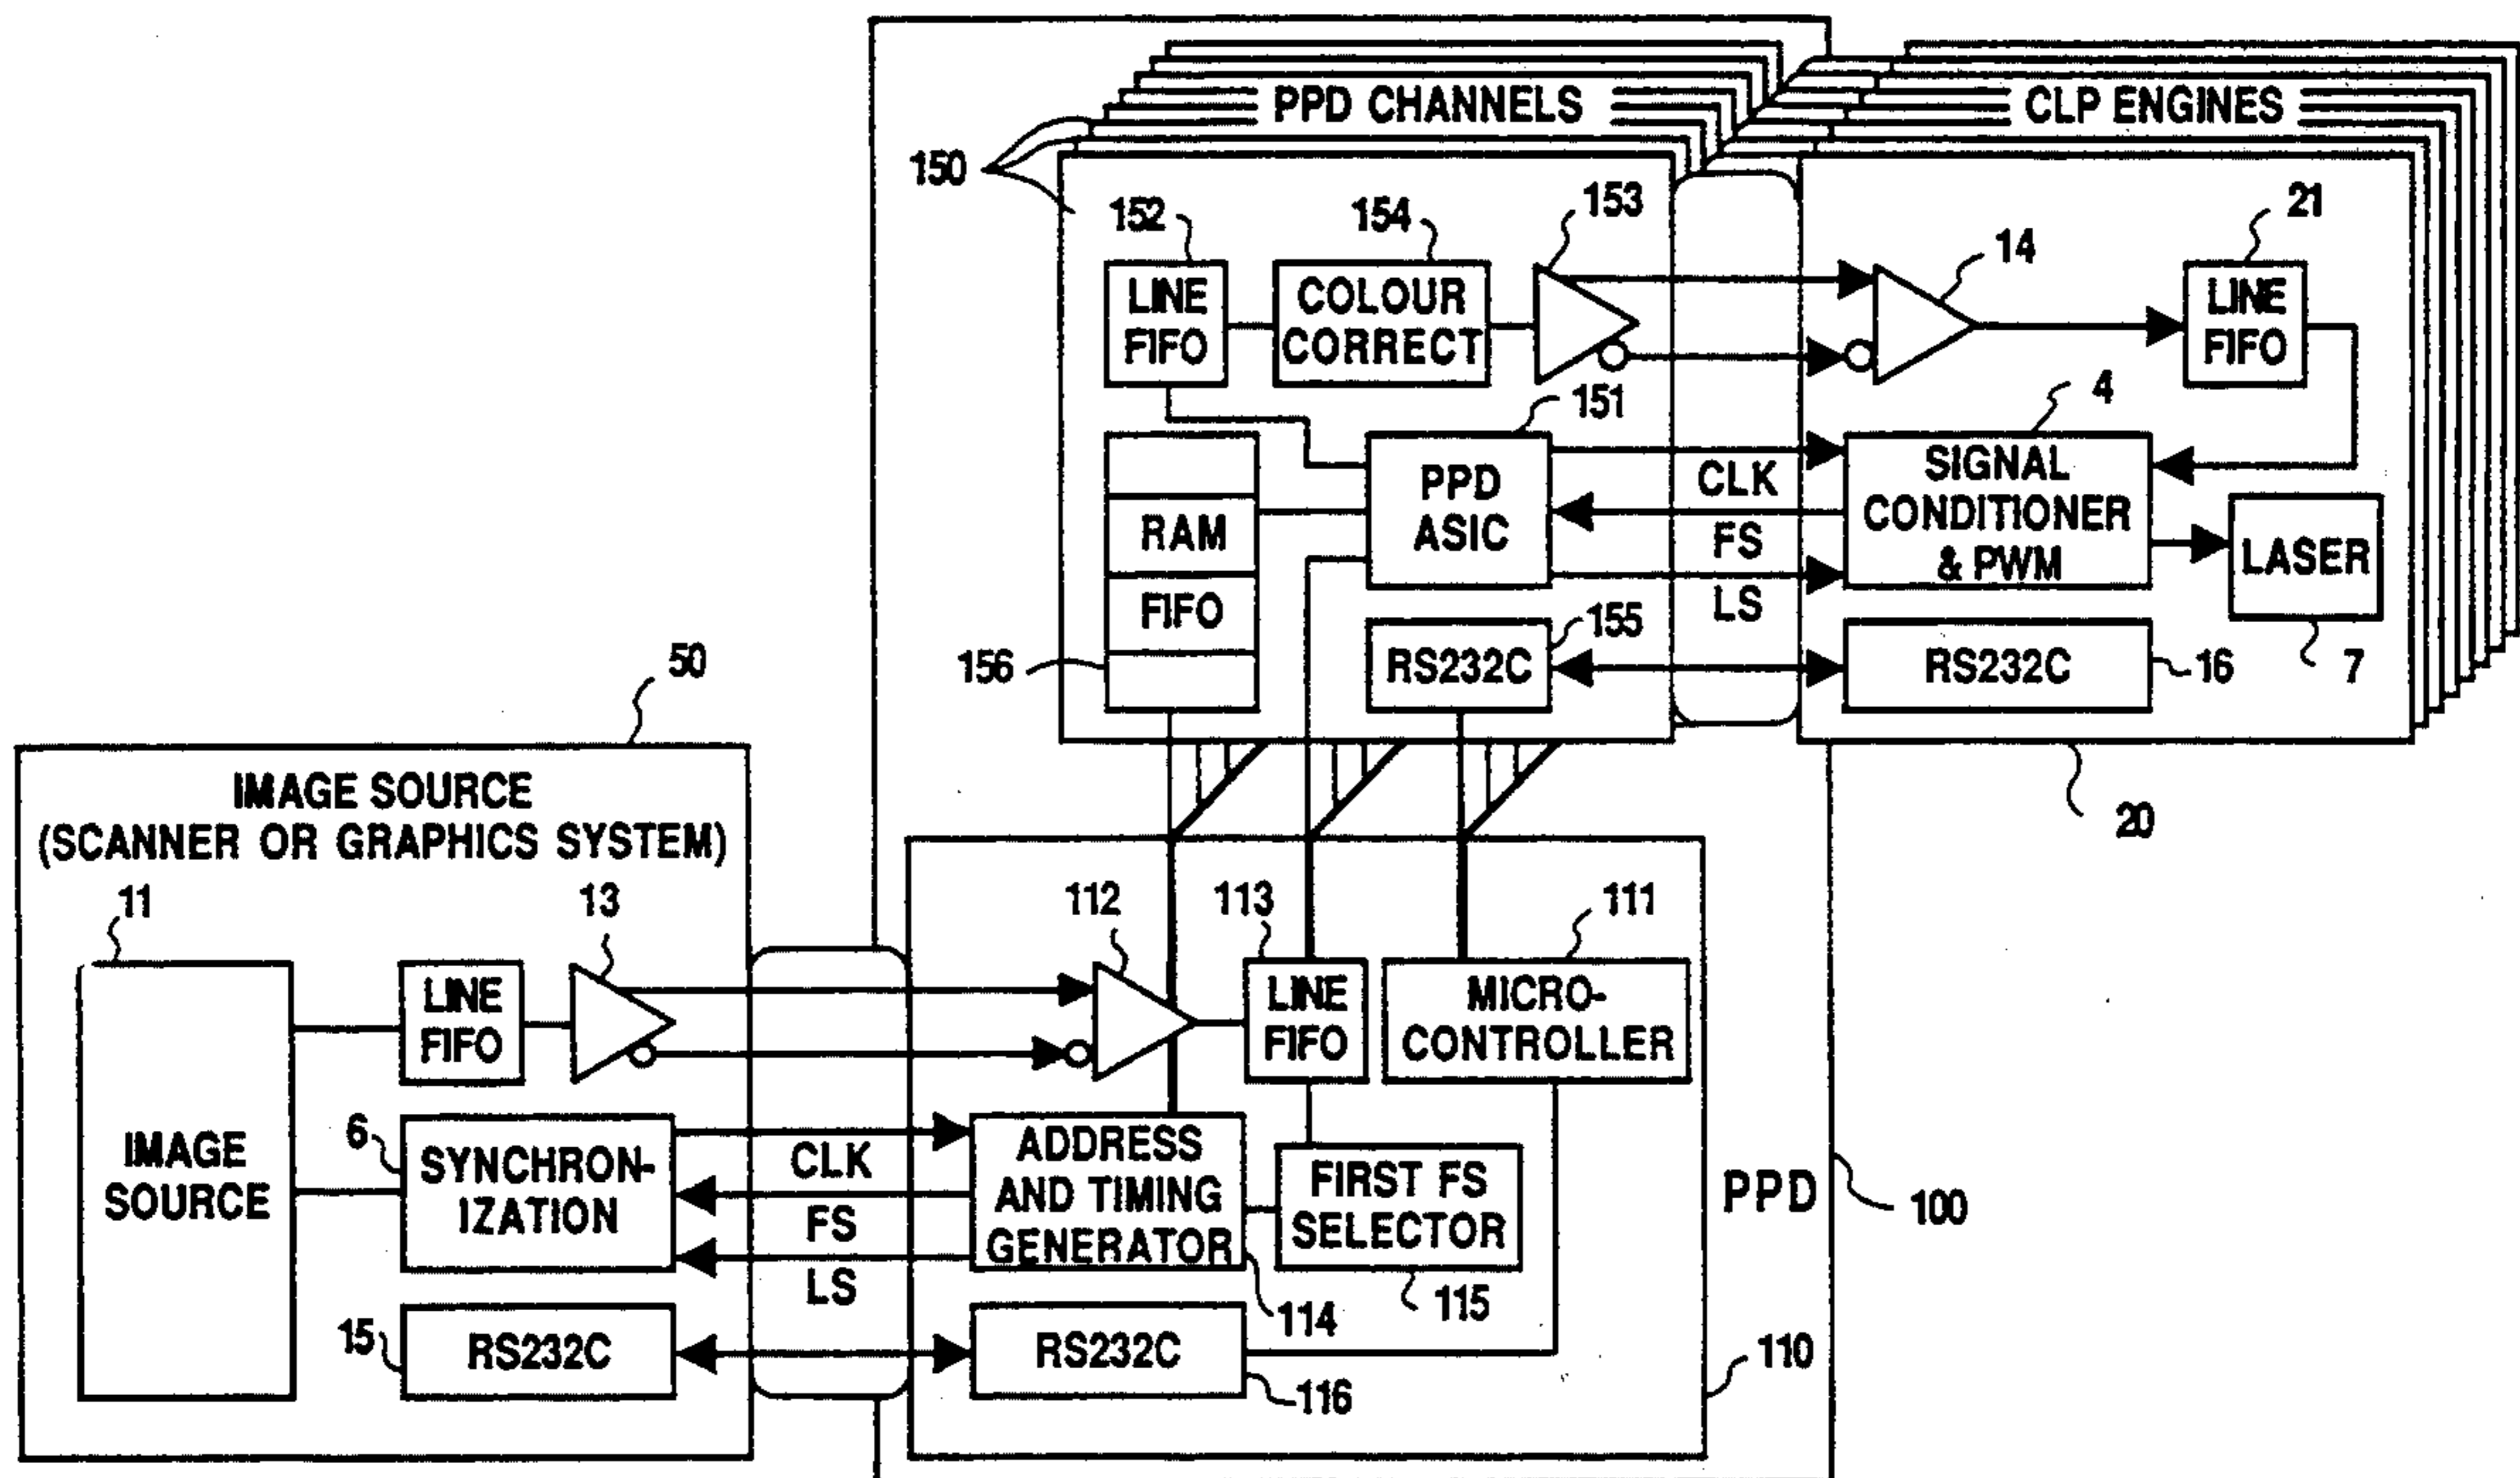 PPD CHANNELS
CLP ENGINES
150
152
154
153
14
21
LINE
FIFO
COLOUR
CORRECT
LINE
FIFO
151
4
RAM
FIFO
156
PPD
ASIC
CLK
FS
LS
SIGNAL
CONDITIONER
& PWM
LASER
7
155
RS232C
RS232C
16
20
50
IMAGE SOURCE
(SCANNER OR GRAPHICS SYSTEM)
11
13
112
113
111
IMAGE
SOURCE
LINE
FIFO
LINE
FIFO
MICRO-
CONTROLLER
6
SYNCHRON-
IZATION
CLK
FS
LS
ADDRESS
AND TIMING
GENERATOR
114
FIRST FS
SELECTOR
115
PPD
100
15
RS232C
RS232C
116
110